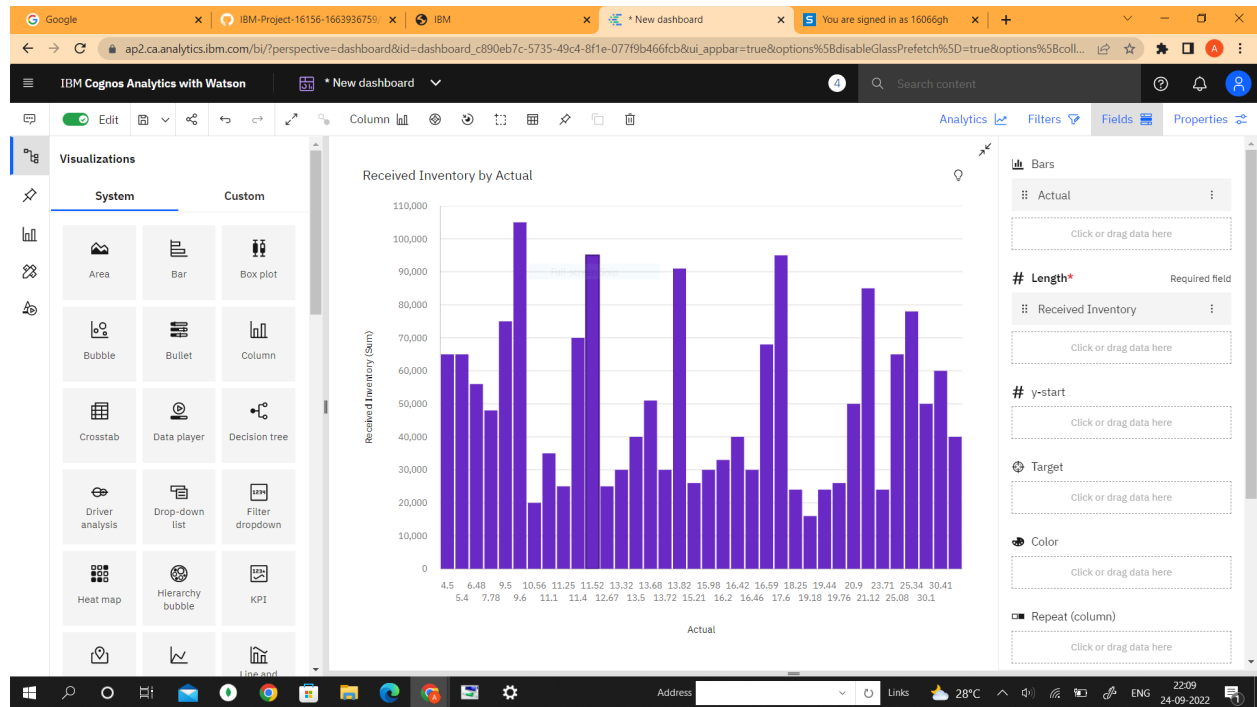 Google
IBM-Project-16156-1663936759/
IBM
* New dashboard
You are signed in as 16066gh
ap2.ca.analytics.ibm.com/bi/?perspective=dashboard&id=dashboard_c890eb7c-5735-49c4-8f1e-077f9b466fcb&ui_appbar=true&options%5BdisableGlassPrefetch%5D=true&options%5Bcoll...
A
IBM Cognos Analytics with Watson
* New dashboard
4
Search content
Edit
Column
Analytics
Filters
Fields
Properties
Visualizations
System
Custom
Area
Bar
Box plot
Bubble
Bullet
Column
Crosstab
Data player
Decision tree
Driver analysis
Drop-down list
Filter dropdown
Heat map
Hierarchy bubble
KPI
Line and
Received Inventory by Actual
Received Inventory (Sum)
110,000
100,000
90,000
80,000
70,000
60,000
50,000
40,000
30,000
20,000
10,000
0
4.5 6.48 9.5 10.56 11.25 11.52 13.32 13.68 13.82 15.98 16.42 16.59 18.25 19.44 20.9 23.71 25.34 30.41
5.4 7.78 9.6 11.1 11.4 12.67 13.5 13.72 15.21 16.2 16.46 17.6 19.18 19.76 21.12 25.08 30.1
Actual
Bars
Actual
Click or drag data here
Length*
Required field
Received Inventory
Click or drag data here
y-start
Click or drag data here
Target
Click or drag data here
Color
Click or drag data here
Repeat (column)
Click or drag data here
Address
Links
28°C
ENG
22:09
24-09-2022
1